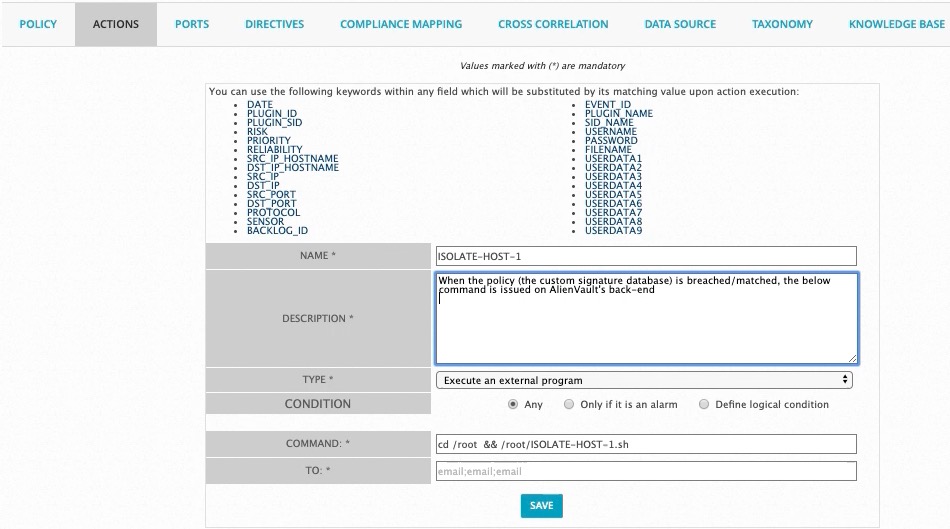 POLICY ACTIONS PORTS DIRECTIVES COMPLIANCE MAPPING CROSS CORRELATION DATA SOURCE TAXONOMY KNOWLEDGE BASE
Values marked with (*) are mandatory
You can use the following keywords within any field which will be substituted by its matching value upon action execution:
DATE
PLUGIN_ID
PLUGIN_SID
RISK
PRIORITY
RELIABILITY
SRC_IP_HOSTNAME
DST_IP_HOSTNAME
SRC_IP
DST_IP
SRC_PORT
DST_PORT
PROTOCOL
SENSOR
BACKLOG_ID
EVENT_ID
PLUGIN_NAME
SID_NAME
USERNAME
PASSWORD
FILENAME
USERDATA1
USERDATA2
USERDATA3
USERDATA4
USERDATA5
USERDATA6
USERDATA7
USERDATA8
USERDATA9
NAME * ISOLATE-HOST-1
DESCRIPTION * When the policy (the custom signature database) is breached/matched, the below
command is issued on AlienVault's back-end
TYPE * Execute an external program
CONDITION Any Only if it is an alarm Define logical condition
COMMAND: * cd /root && /root/ISOLATE-HOST-1.sh
TO: * email;email;email
SAVE